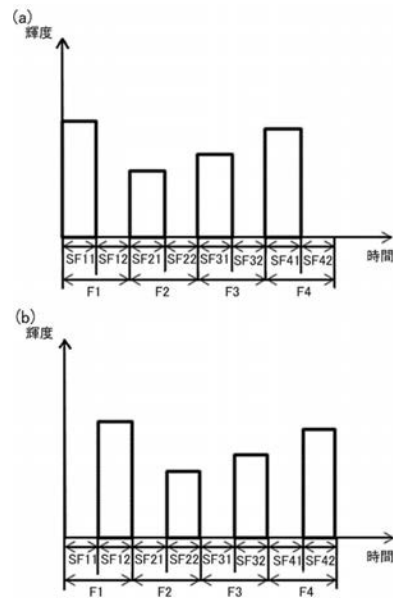 (a)
輝度
時間
SF11 SF12 SF21 SF22 SF31 SF32 SF41 SF42
F1 F2 F3 F4
(b)
輝度
時間
SF11 SF12 SF21 SF22 SF31 SF32 SF41 SF42
F1 F2 F3 F4